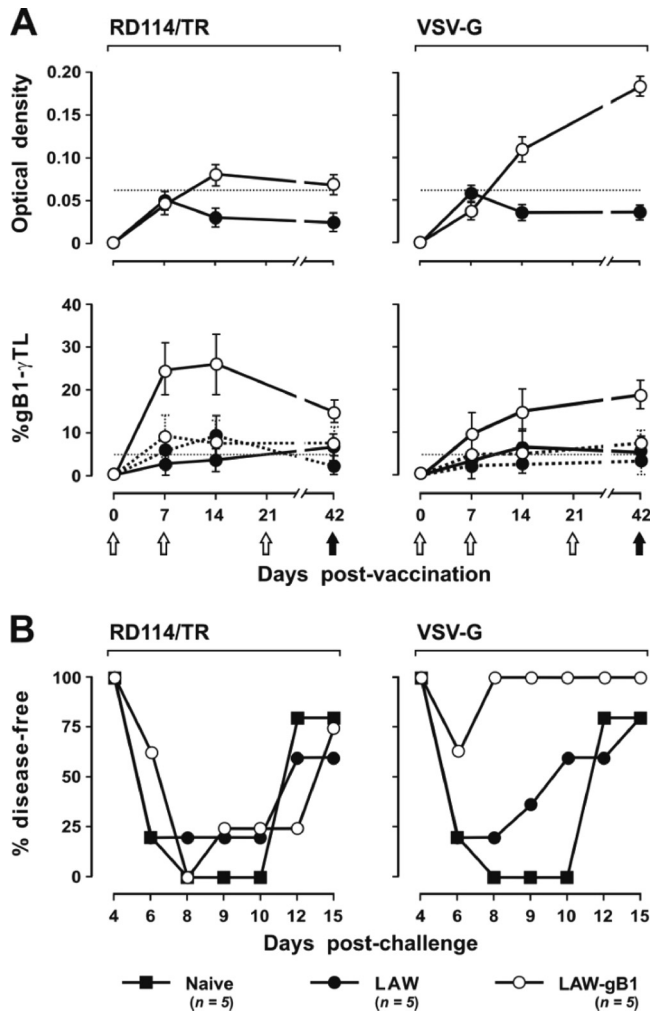 A
RD114/TR VSV-G
Optical density
0.20
0.15
0.10
0.05
0
%gB1-γTL
40
30
20
10
0
0 7 14 21 42 0 7 14 21 42
Days post-vaccination
B
RD114/TR VSV-G
% disease-free
100
75
50
25
0
4 6 8 9 10 12 15 4 6 8 9 10 12 15
Days post-challenge
Naive LAW LAW-gB1
(n = 5) (n = 5) (n = 5)